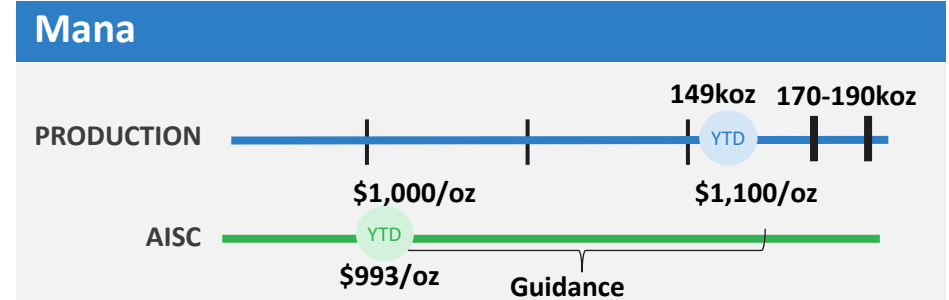 Mana
149koz 170-190koz
PRODUCTION YTD
$1,000/oz $1,100/oz
AISC YTD
$993/oz
Guidance